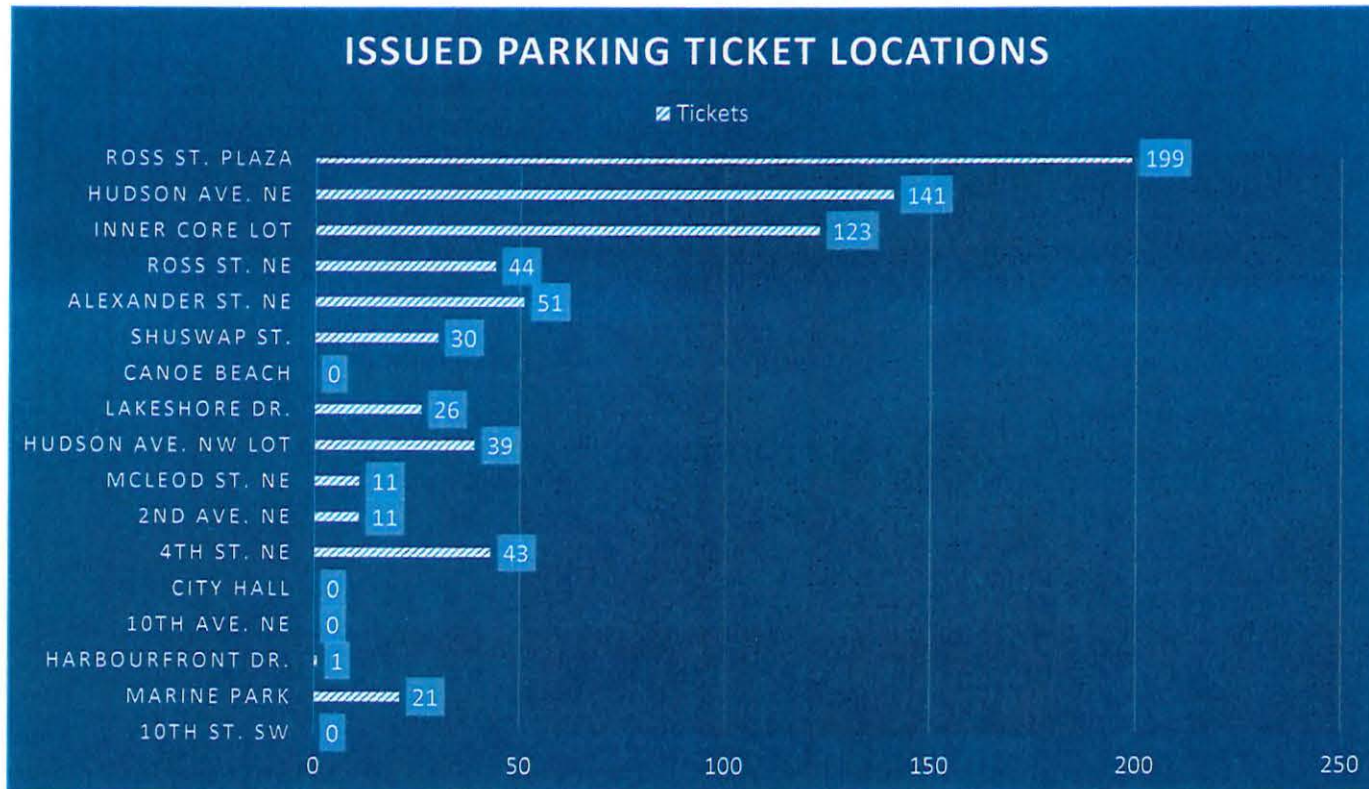 ISSUED PARKING TICKET LOCATIONS
Tickets
ROSS ST. PLAZA 199
HUDSON AVE. NE 141
INNER CORE LOT 123
ROSS ST. NE 44
ALEXANDER ST. NE 51
SHUSWAP ST. 30
CANOE BEACH 0
LAKESHORE DR. 26
HUDSON AVE. NW LOT 39
MCLEOD ST. NE 11
2ND AVE. NE 11
4TH ST. NE 43
CITY HALL 0
10TH AVE. NE 0
HARBOURFRONT DR. 1
MARINE PARK 21
10TH ST. SW 0
0 50 100 150 200 250